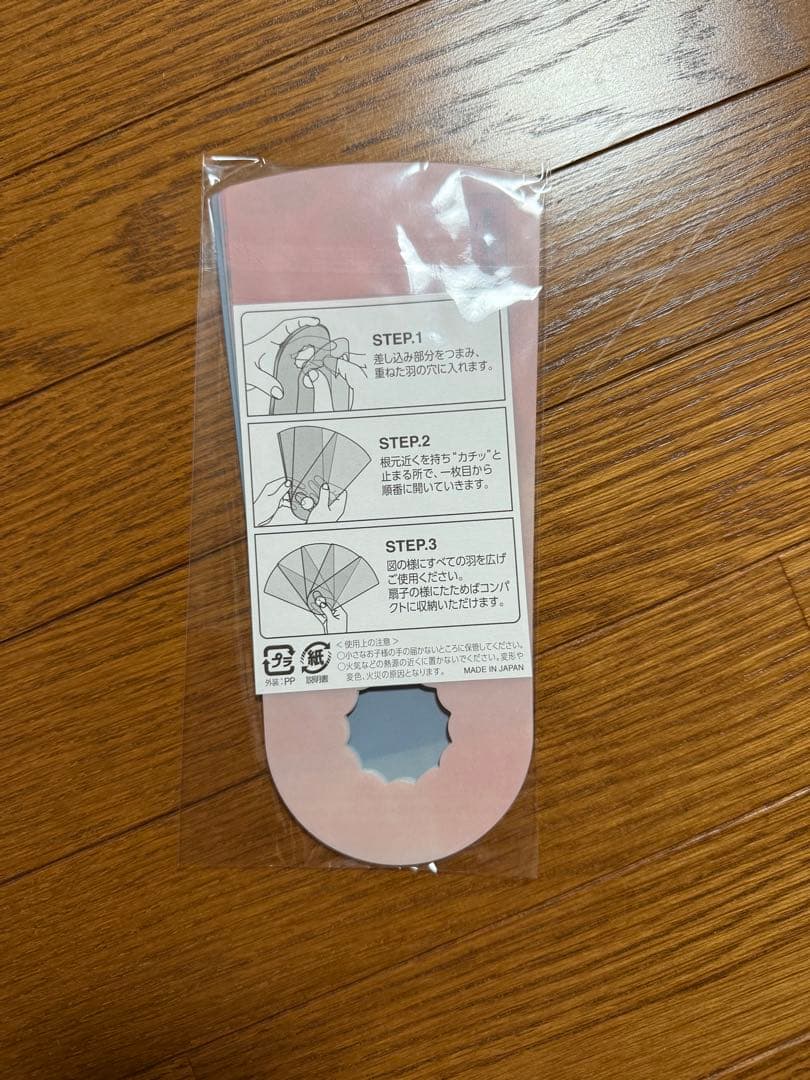 STEP.1
差し込み部分をつまみ、
重ねた羽の穴に入れます。
STEP.2
根元近くを持ち“カチッ”と
止まる所で、一枚目から
順番に開いていきます。
STEP.3
図の様にすべての羽を広げ
ご使用ください。
扇子の様にたためばコンパ
クトに収納いただけます。
プラ
外装:PP
紙
説明書
<使用上の注意>
○小さなお子様の手の届かないところに保管してください。
○火気などの熱源の近くに置かないでください。変形や
変色、火災の原因となります。
MADE IN JAPAN